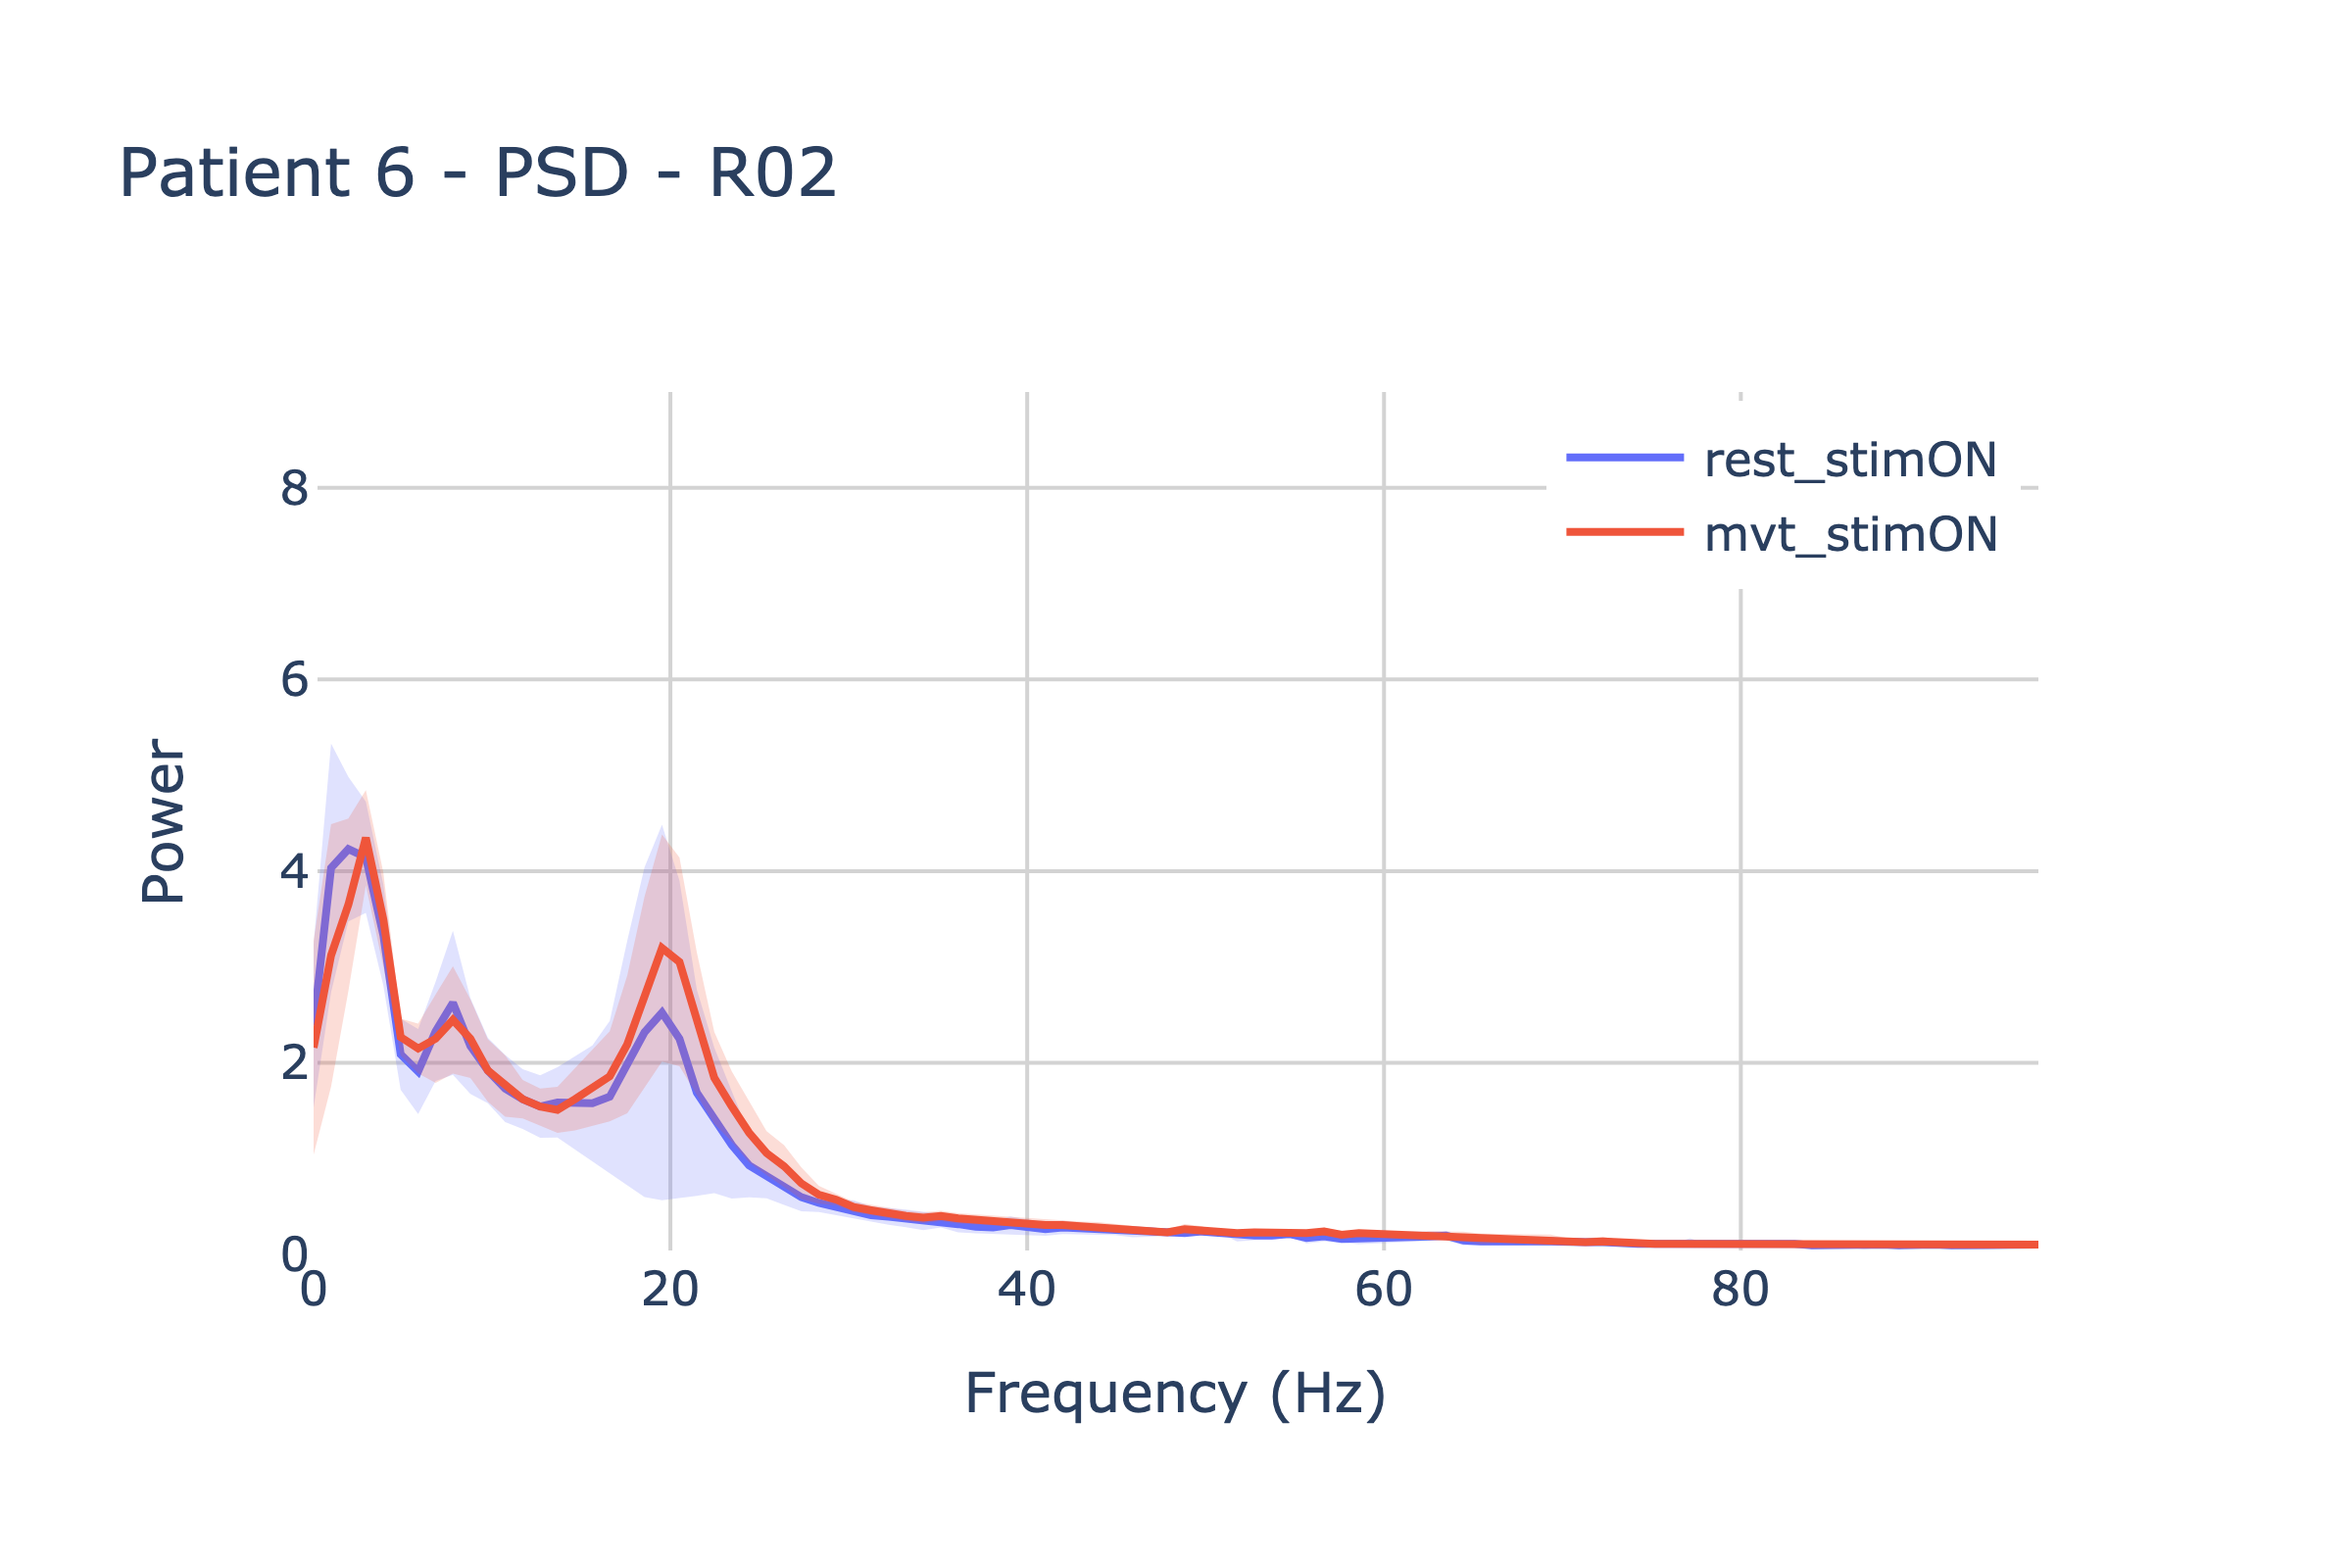 Patient 6 - PSD - R02
rest_stimON
mvt_stimON
8
6
4
2
0
Power
0 20 40 60 80
Frequency (Hz)